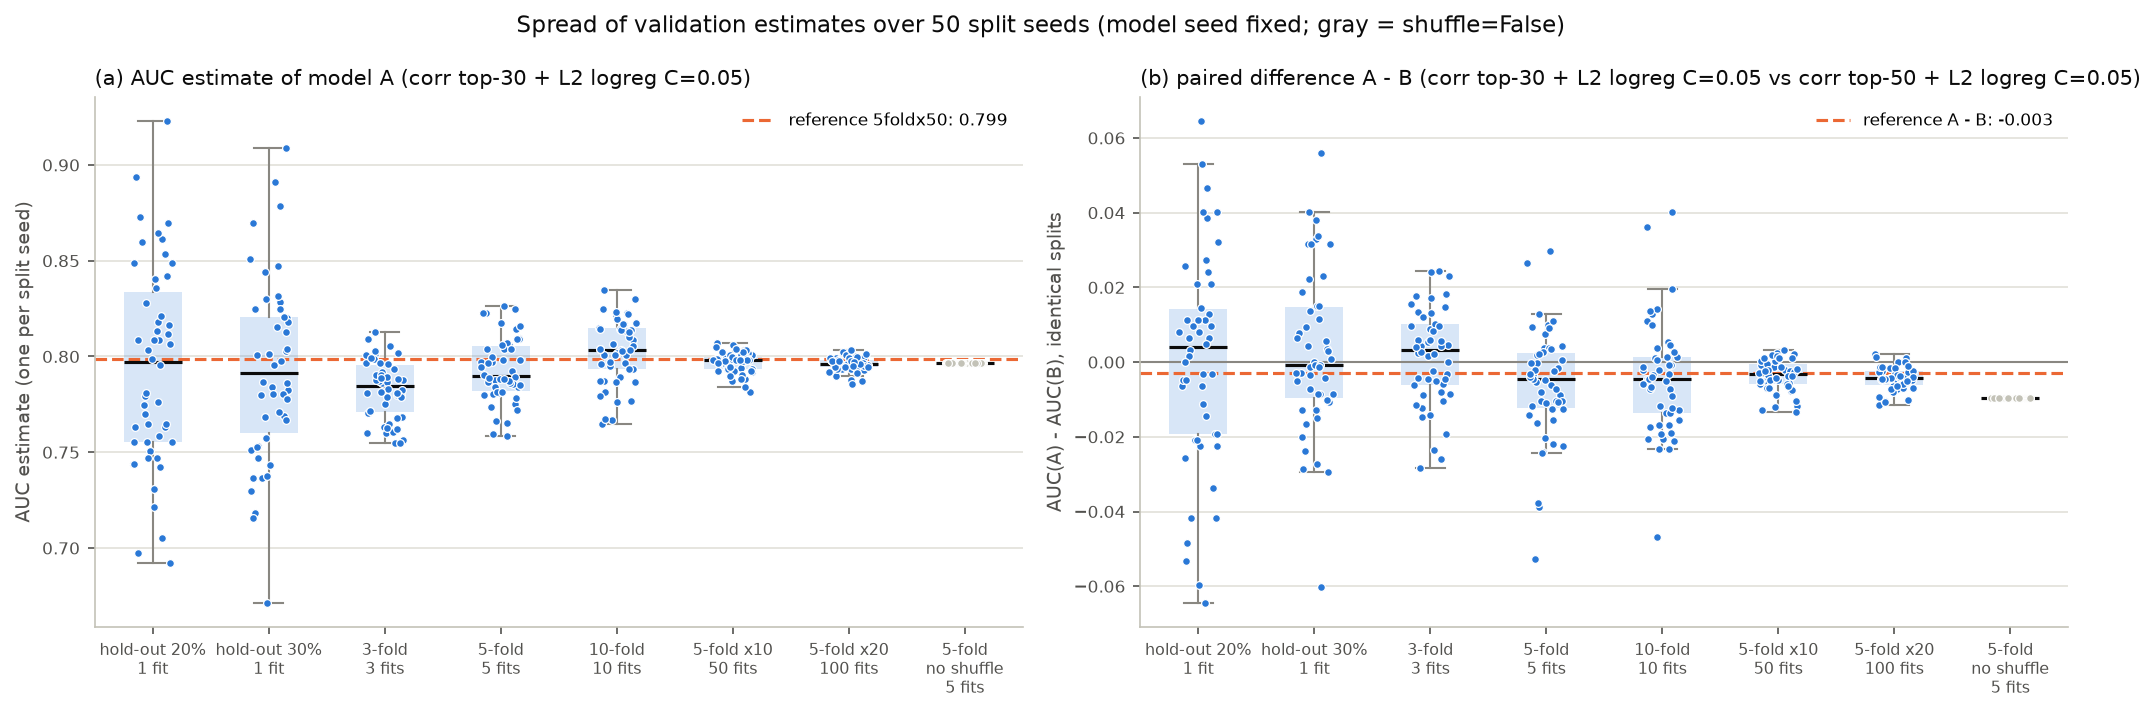 Spread of validation estimates over 50 split seeds (model seed fixed; gray = shuffle=False)
(a) AUC estimate of model A (corr top-30 + L2 logreg C=0.05)
reference 5foldx50: 0.799
AUC estimate (one per split seed)
0.90
0.85
0.80
0.75
0.70
hold-out 20%
1 fit
hold-out 30%
1 fit
3-fold
3 fits
5-fold
5 fits
10-fold
10 fits
5-fold x10
50 fits
5-fold x20
100 fits
5-fold
no shuffle
5 fits
(b) paired difference A - B (corr top-30 + L2 logreg C=0.05 vs corr top-50 + L2 logreg C=0.05)
reference A - B: -0.003
AUC(A) - AUC(B), identical splits
0.06
0.04
0.02
0.00
−0.02
−0.04
−0.06
hold-out 20%
1 fit
hold-out 30%
1 fit
3-fold
3 fits
5-fold
5 fits
10-fold
10 fits
5-fold x10
50 fits
5-fold x20
100 fits
5-fold
no shuffle
5 fits